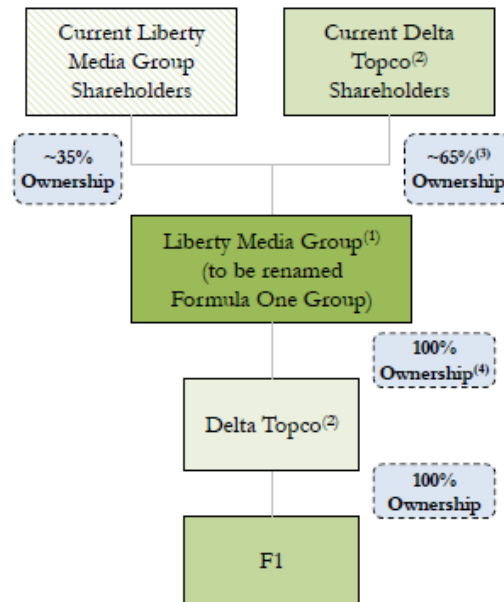 Current Liberty
Media Group
Shareholders
Current Delta
Topco(2)
Shareholders
~35%
Ownership
~65%(3)
Ownership
Liberty Media Group(1)
(to be renamed
Formula One Group)
100%
Ownership(4)
Delta Topco(2)
100%
Ownership
F1